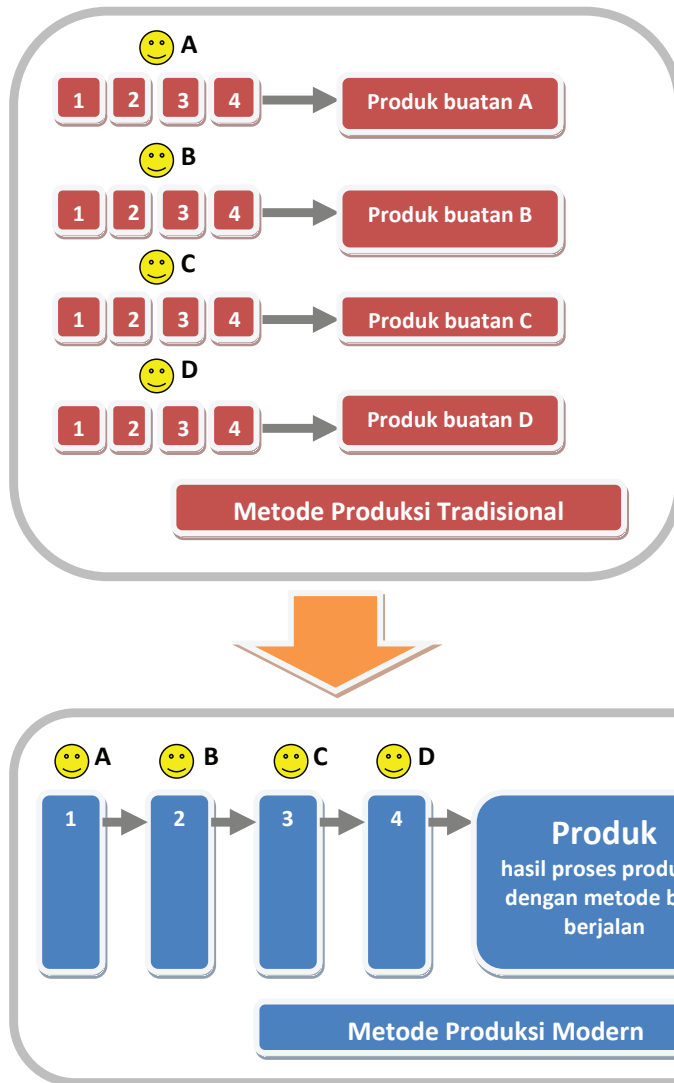 A
1 2 3 4 Produk buatan A
B
1 2 3 4 Produk buatan B
C
1 2 3 4 Produk buatan C
D
1 2 3 4 Produk buatan D
Metode Produksi Tradisional
A B C D
1 2 3 4
Produk
hasil proses
dengan metode
berjalan
Metode Produksi Modern